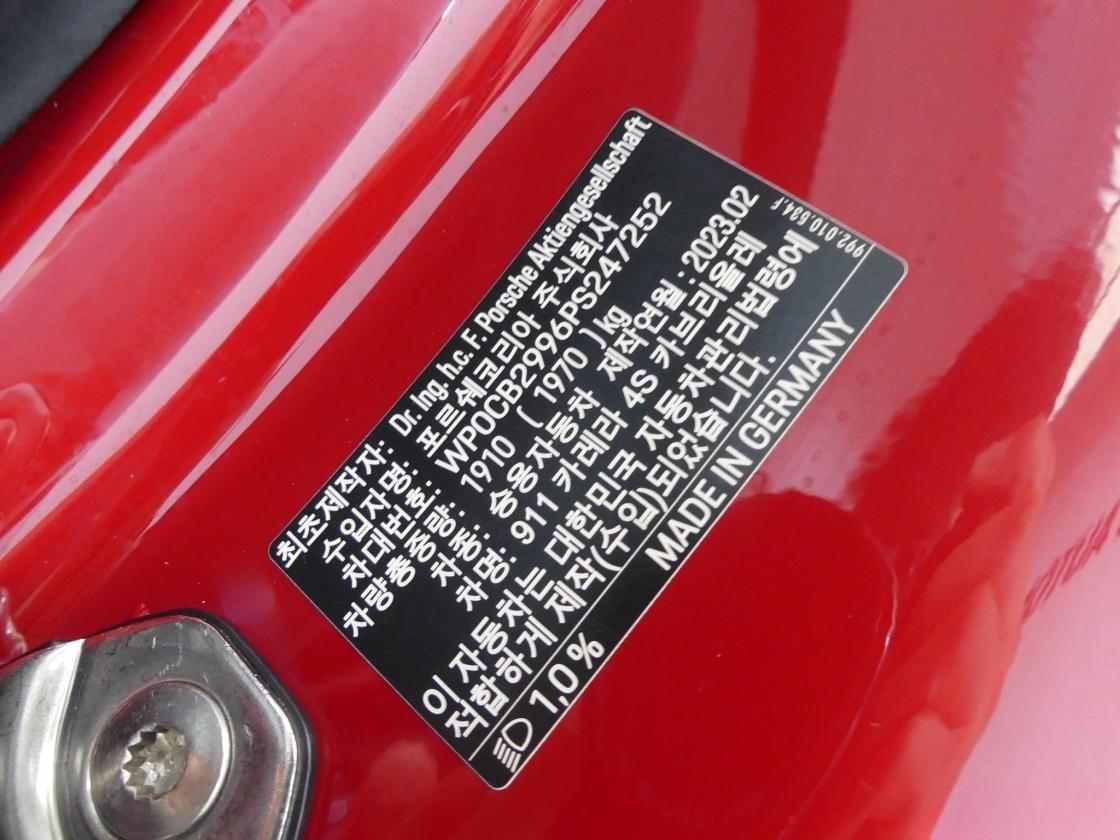 최초제작자: Dr. Ing. h.c. F. Porsche Aktiengesellschaft
수입자명: 포르쉐코리아 주식회사
차대번호: WP0CB2996PS247252
차량총중량: 1910 ( 1970 ) kg
차종: 승용자동차 제작연월 : 2023.02
차명: 911 카레라 4S 카브리올레
이 자동차는 대한민국 자동차관리법령에
적합하게 제작(수입)되었습니다.
992.010.534.F
1,0 % MADE IN GERMANY